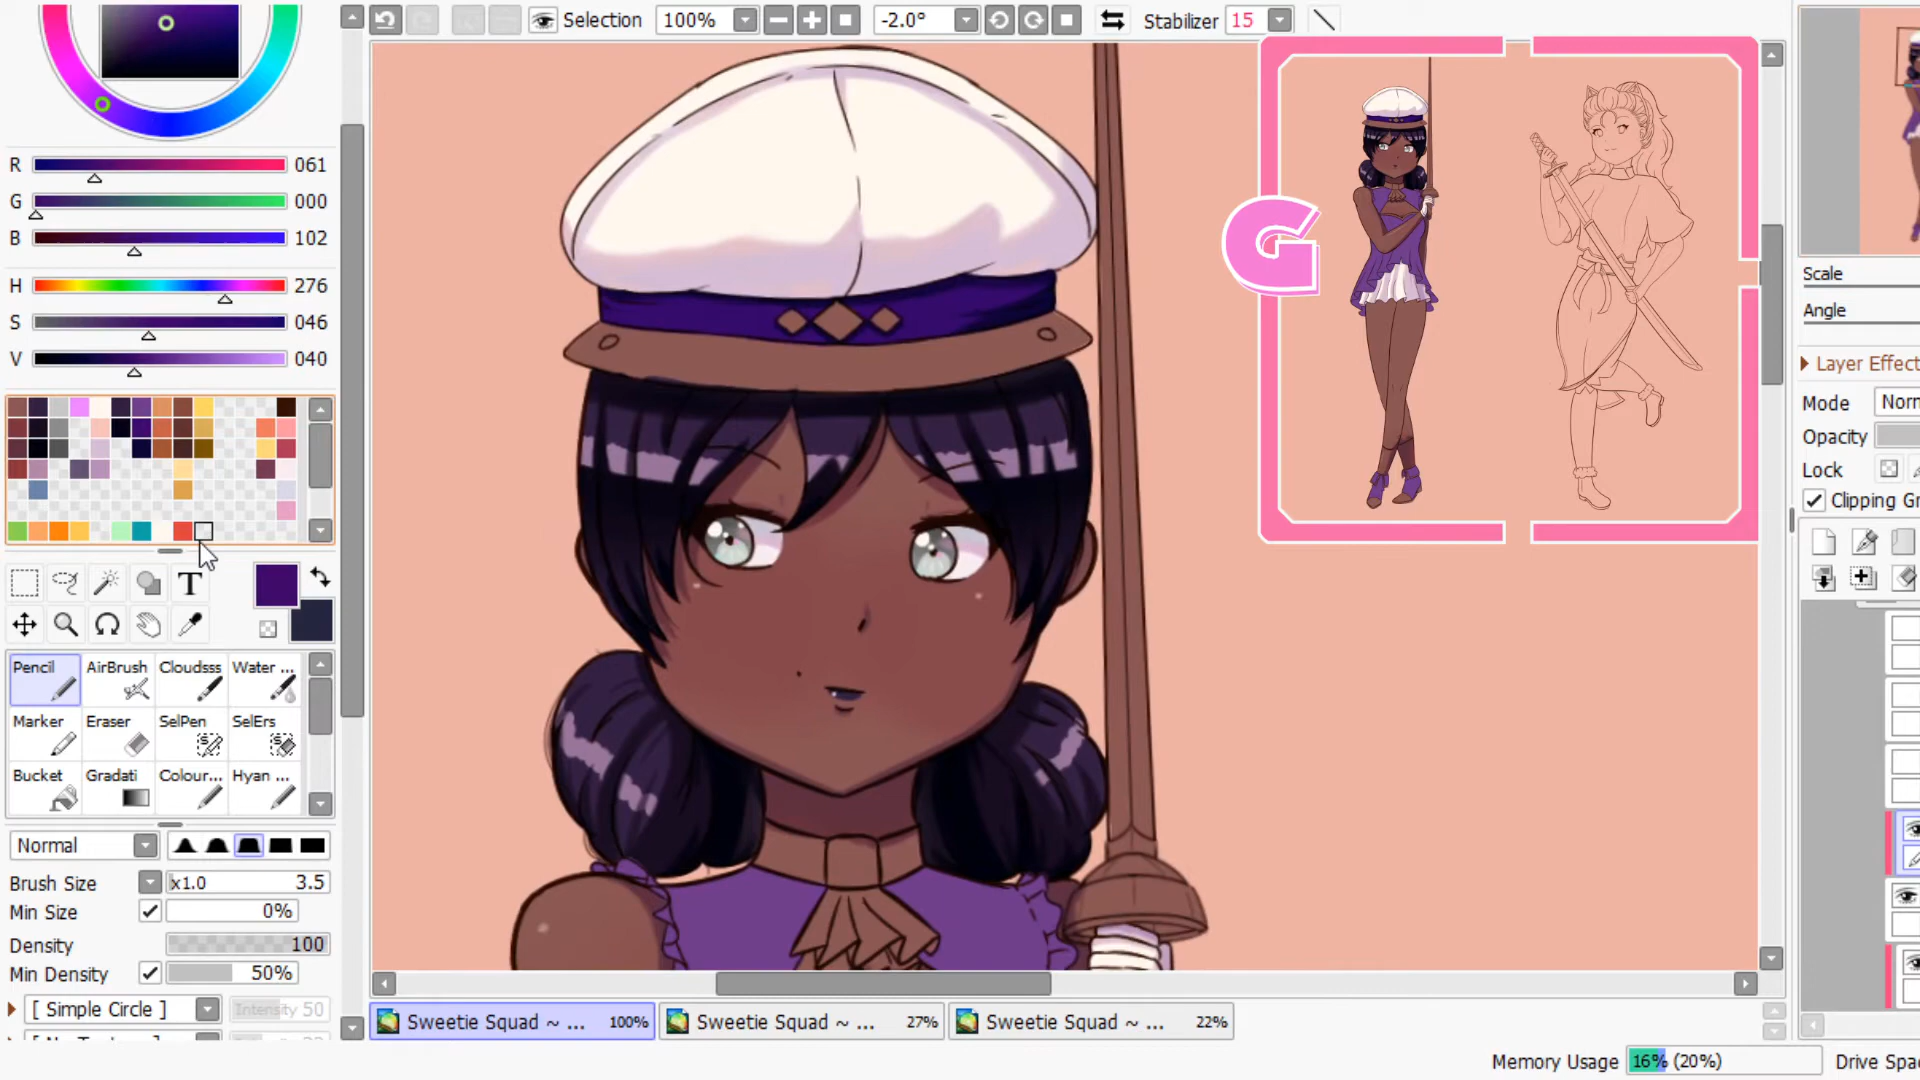 Selection 100% -2.0° Stabilizer 15
R 061
G 000
B 102
H 276
S 046
V 040
G
Scale
Angle
Layer Effect
Mode Norm
Opacity
Lock
Clipping Gr
T
Pencil AirBrush Cloudsss Water ...
Marker Eraser SelPen SelErs
Bucket Gradati Colour... Hyan ...
Normal
Brush Size x1.0 3.5
Min Size 0%
Density 100
Min Density 50%
[ Simple Circle ] Intensity 50
Sweetie Squad ~ ... 100% Sweetie Squad ~ ... 27% Sweetie Squad ~ ... 22%
Memory Usage 16% (20%) Drive Spac